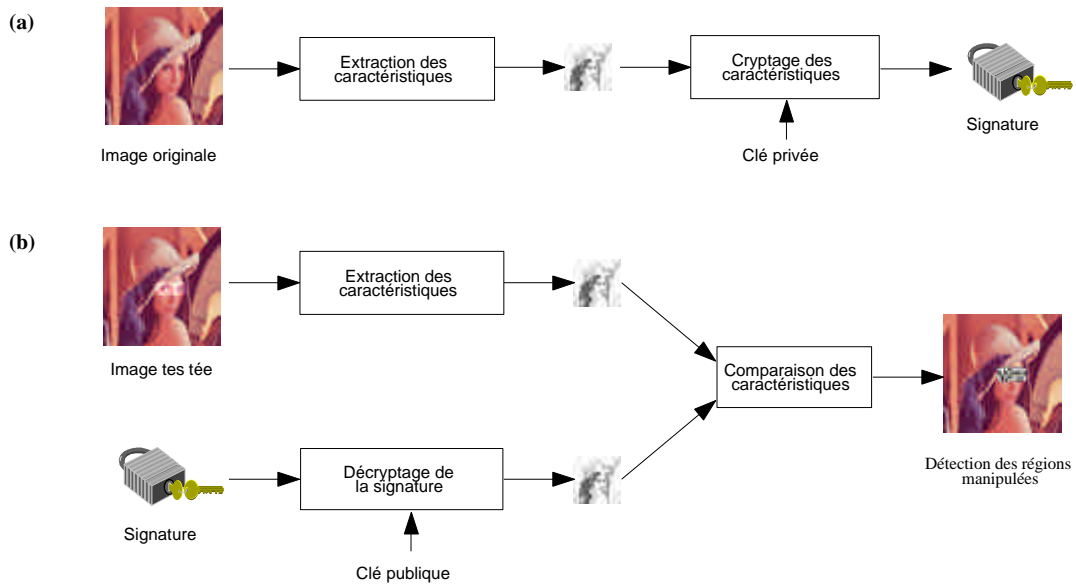 (a)
Extraction des
caractéristiques
Cryptage des
caractéristiques
Image originale
Clé privée
Signature
(b)
Extraction des
caractéristiques
Image tes tée
Comparaison des
caractéristiques
Détection des régions
manipulées
Décryptage de
la signature
Signature
Clé publique